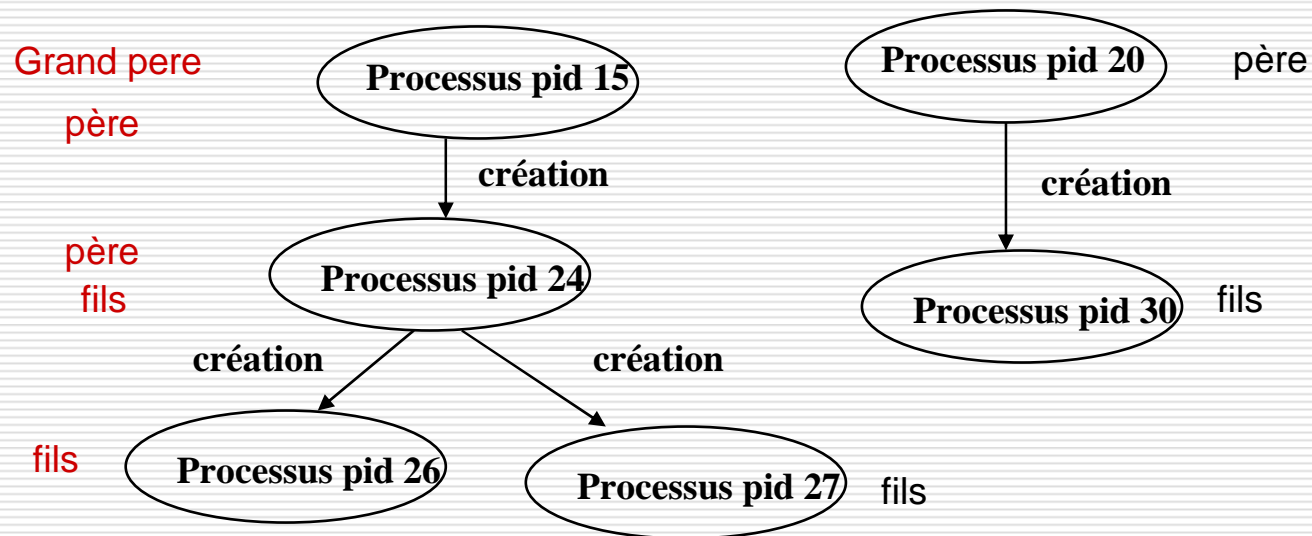 Grand pere
père
Processus pid 15
Processus pid 20
père
création
création
père
fils
Processus pid 24
Processus pid 30
fils
création
création
fils
Processus pid 26
Processus pid 27
fils